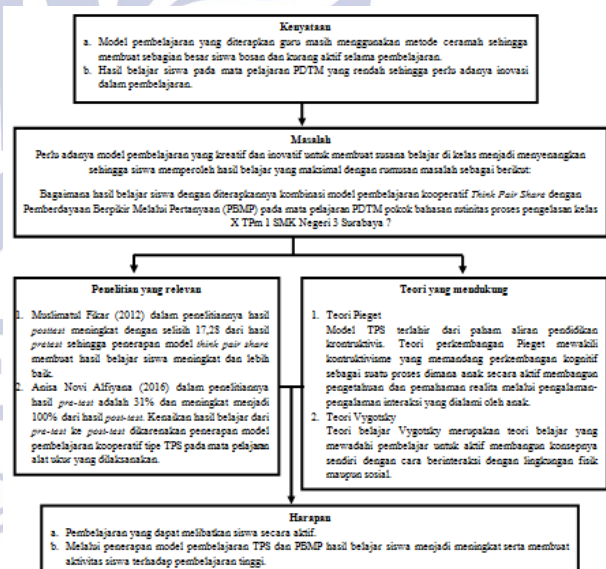 Kenyataan
a. Model pembelajaran yang diterapkan guru masih menggunakan metode ceramah sehingga
membuat sebagian besar siswa bosan dan kurang aktif selama pembelajaran.
b. Hasil belajar siswa pada mata pelajaran PDTM yang rendah sehingga perlu adanya inovasi
dalam pembelajaran.
Masalah
Perlu adanya model pembelajaran yang kreatif dan inovatif untuk membuat susana belajar di kelas menjadi menyenangkan
sehingga siswa memperoleh hasil belajar yang maksimal dengan rumusan masalah sebagai berikut:
Bagaimana hasil belajar siswa dengan diterapkannya kombinasi model pembelajaran kooperatif Think Pair Share dengan
Pemberdayaan Berpikir Melalui Pertanyaan (PBMP) pada mata pelajaran PDTM pokok bahasan rutinitas proses pengelasan kelas
X TPm 1 SMK Negeri 3 Surabaya ?
Penelitian yang relevan
1. Muslimatul Fikar (2012) dalam penelitiannya hasil
posttest meningkat dengan selisih 17,28 dari hasil
pretest sehingga penerapan model think pair share
membuat hasil belajar siswa meningkat dan lebih
baik.
2. Anisa Novi Alfiyana (2016) dalam penelitiannya
hasil pre-test adalah 31% dan meningkat menjadi
100% dari hasil post-test. Kenaikan hasil belajar dari
pre-test ke post-test dikarenakan penerapan model
pembelajaran kooperatif tipe TPS pada mata pelajaran
alat ukur yang dilaksanakan.
Teori yang mendukung
1. Teori Pieget
Model TPS terlahir dari paham aliran pendidikan
krontruktivis. Teori perkembangan Pieget mewakili
kontruktivisme yang memandang perkembangan kognitif
sebagai suatu proses dimana anak secara aktif membangun
pengetahuan dan pemahaman realita melalui pengalaman-
pengalaman interaksi yang dialami oleh anak.
2. Teori Vygotsky
Teori belajar Vygotsky merupakan teori belajar yang
mewadahi pembelajar untuk aktif membangun konsepnya
sendiri dengan cara berinteraksi dengan lingkungan fisik
maupun sosial.
Harapan
a. Pembelajaran yang dapat melibatkan siswa secara aktif.
b. Melalui penerapan model pembelajaran TPS dan PBMP hasil belajar siswa menjadi meningkat serta membuat
aktivitas siswa terhadap pembelajaran tinggi.